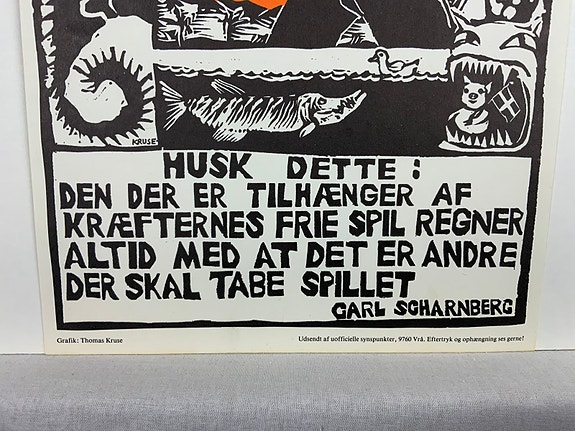 KRUSE
HUSK DETTE:
DEN DER ER TILHÆNGER AF
KRÆFTERNES FRIE SPIL REGNER
ALTID MED AT DET ER ANDRE
DER SKAL TABE SPILLET
CARL SCHARNBERG
Grafik: Thomas Kruse
Udsendt af uofficielle synspunkter, 9760 Vrå. Eftertryk og ophængning ses gerne!